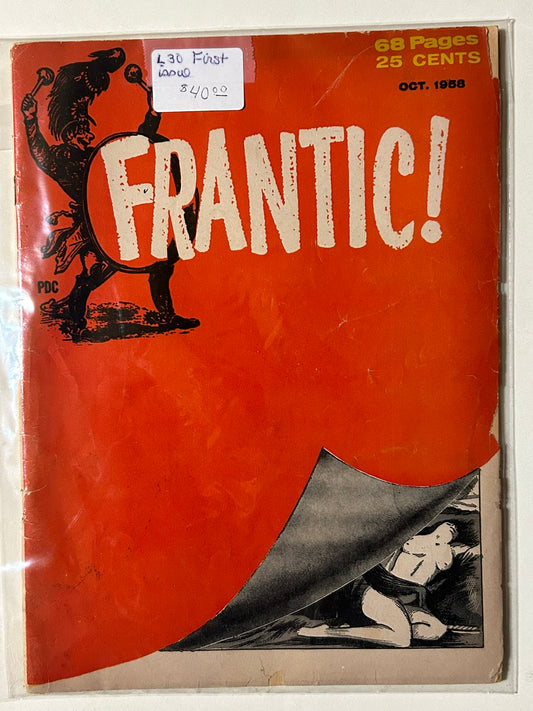 L30 First
issue
$40.00
68 Pages
25 CENTS
OCT. 1958
FRANTIC!
PDC